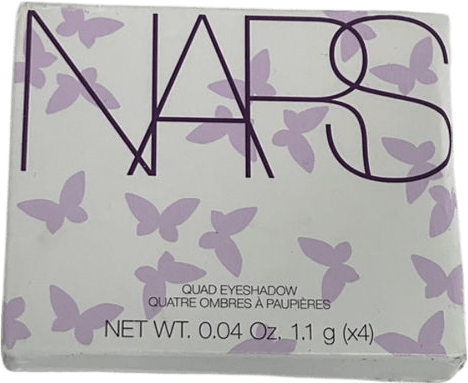 NARS
QUAD EYESHADOW
QUATRE OMBRES À PAUPIÈRES
NET WT. 0.04 Oz. 1.1 g (x4)